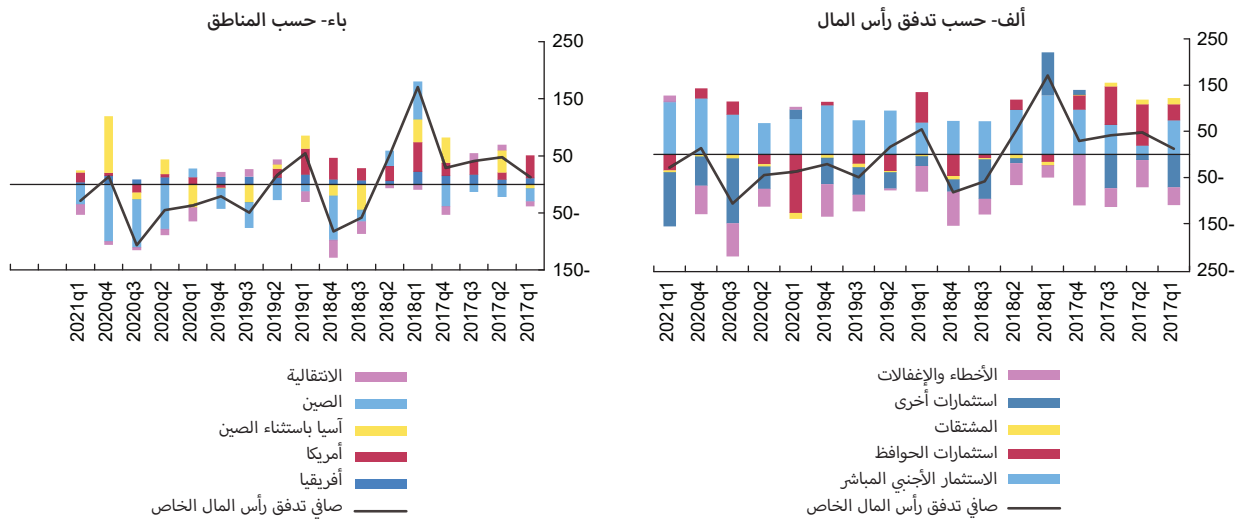 ألف- حسب تدفق رأس المال
250
150
50
50-
150-
250-
2017q1
2017q2
2017q3
2017q4
2018q1
2018q2
2018q3
2018q4
2019q1
2019q2
2019q3
2019q4
2020q1
2020q2
2020q3
2020q4
2021q1
الأخطاء والإغفالات
استثمارات أخرى
المشتقات
استثمارات الحوافظ
الاستثمار الأجنبي المباشر
صافي تدفق رأس المال الخاص
باء- حسب المناطق
250
150
50
50-
150-
2017q1
2017q2
2017q3
2017q4
2018q1
2018q2
2018q3
2018q4
2019q1
2019q2
2019q3
2019q4
2020q1
2020q2
2020q3
2020q4
2021q1
الانتقالية
الصين
آسيا باستثناء الصين
أمريكا
أفريقيا
صافي تدفق رأس المال الخاص